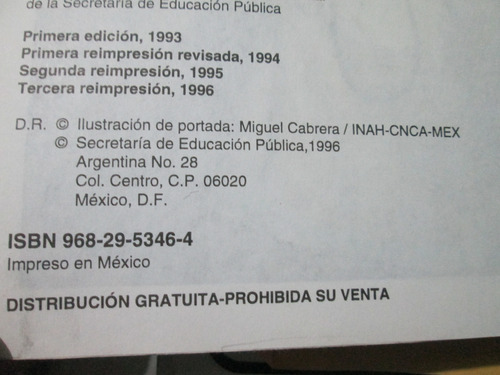 de la Secretaría de Educación Pública
Primera edición, 1993
Primera reimpresión revisada, 1994
Segunda reimpresión, 1995
Tercera reimpresión, 1996
D.R. © Ilustración de portada: Miguel Cabrera / INAH-CNCA-MEX
© Secretaría de Educación Pública,1996
Argentina No. 28
Col. Centro, C.P. 06020
México, D.F.
ISBN 968-29-5346-4
Impreso en México
DISTRIBUCIÓN GRATUITA-PROHIBIDA SU VENTA